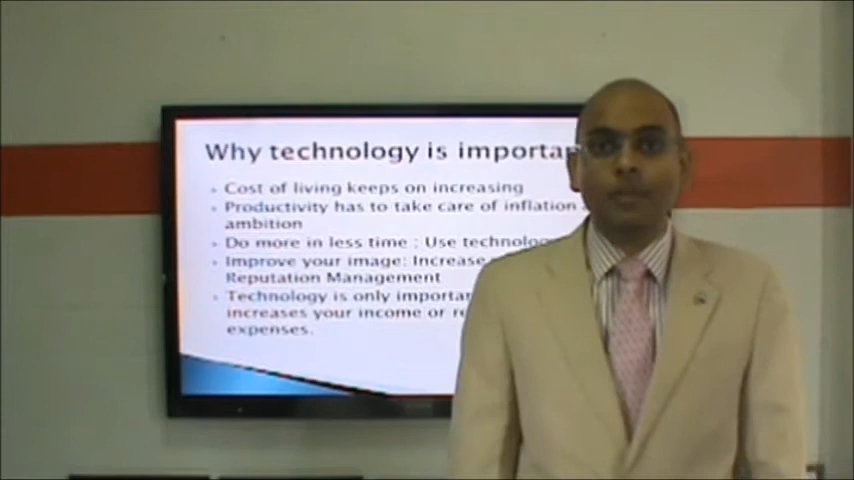 Why technology is importa
Cost of living keeps on increasing
Productivity has to take care of inflation
ambition
Do more in less time : Use technology
Improve your image: Increase
Reputation Management
Technology is only important
increases your income or
expenses.